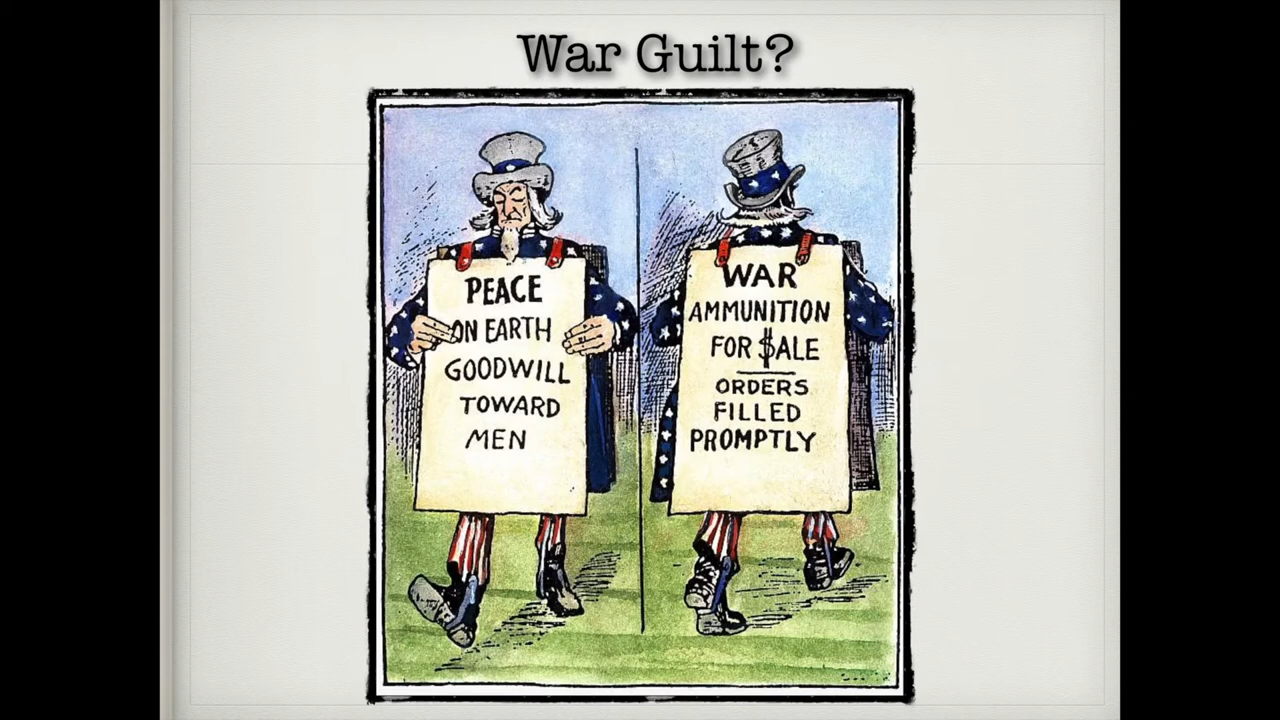 War Guilt?
PEACE
ON EARTH
GOODWILL
TOWARD
MEN
WAR
AMMUNITION
FOR $ALE
ORDERS
FILLED
PROMPTLY